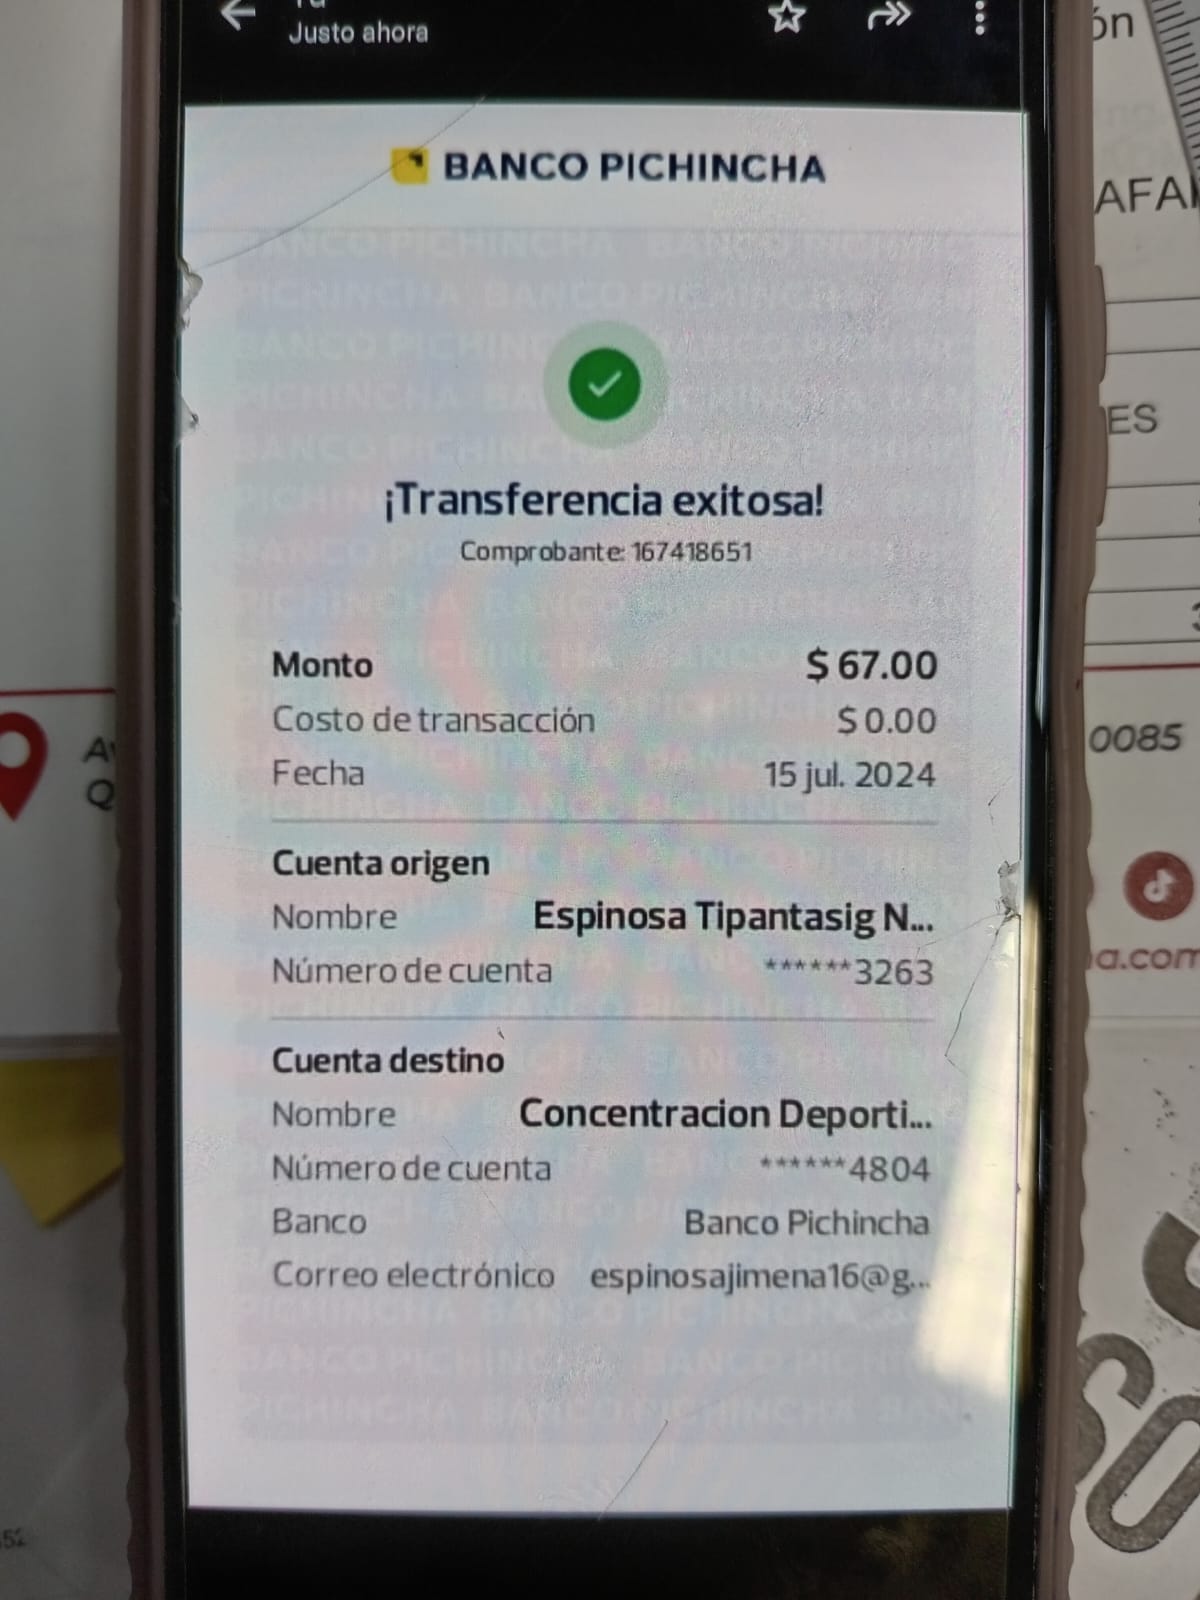 Justo ahora
BANCO PICHINCHA
¡Transferencia exitosa!
Comprobante: 167418651
Monto $ 67.00
Costo de transacción $ 0.00
Fecha 15 jul. 2024
Cuenta origen
Nombre Espinosa Tipantasig N...
Número de cuenta ******3263
Cuenta destino
Nombre Concentracion Deporti...
Número de cuenta ******4804
Banco Banco Pichincha
Correo electrónico espinosajimena16@g...
ón
ES
0085
a.com